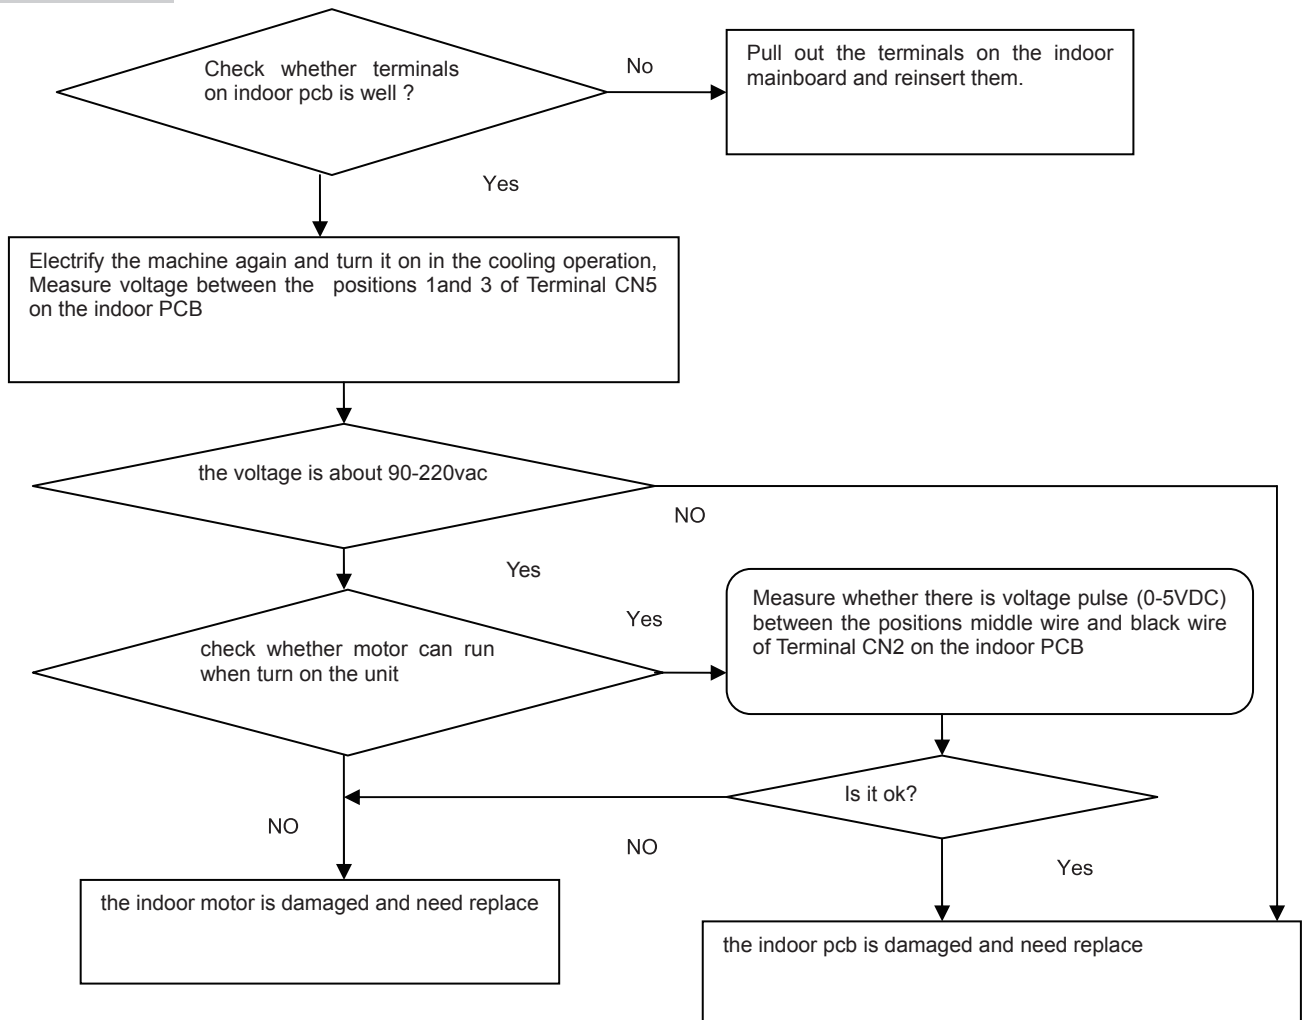 Check whether terminals
on indoor pcb is well ?
No
Pull out the terminals on the indoor
mainboard and reinsert them.
Yes
Electrify the machine again and turn it on in the cooling operation,
Measure voltage between the positions 1and 3 of Terminal CN5
on the indoor PCB
the voltage is about 90-220vac
NO
Yes
check whether motor can run
when turn on the unit
Yes
Measure whether there is voltage pulse (0-5VDC)
between the positions middle wire and black wire
of Terminal CN2 on the indoor PCB
Is it ok?
NO
NO
Yes
the indoor motor is damaged and need replace
the indoor pcb is damaged and need replace